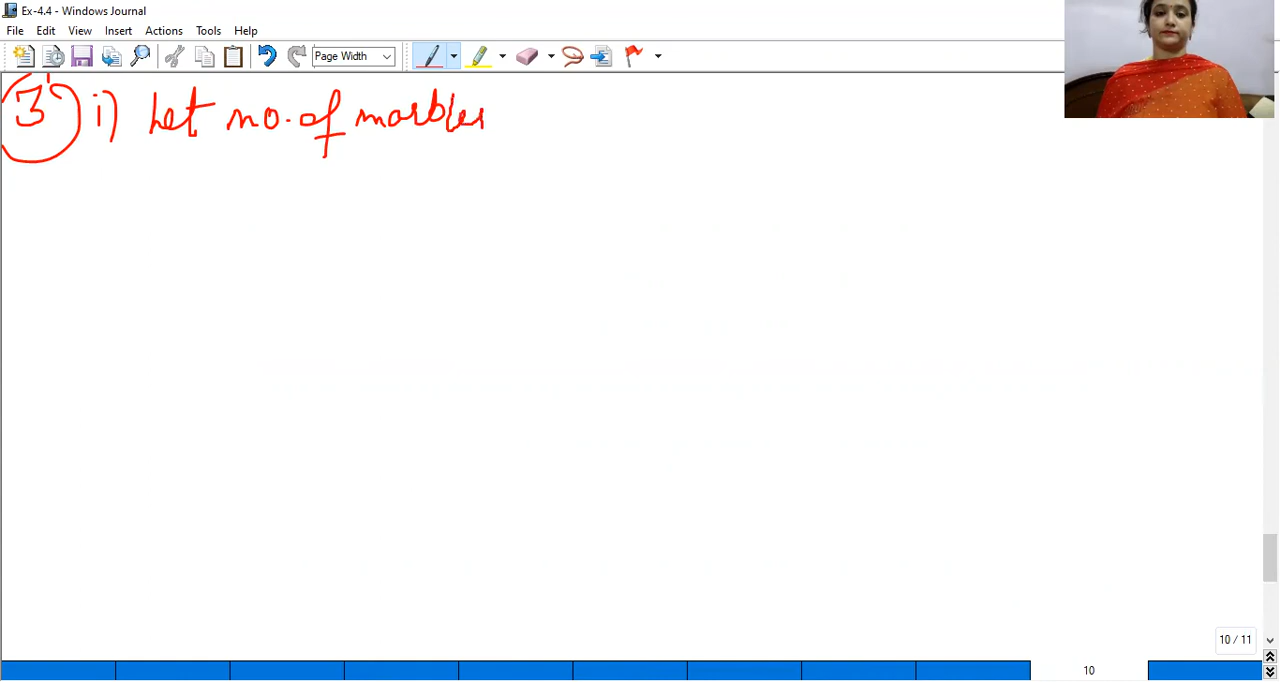 Ex-4.4 - Windows Journal
File Edit View Insert Actions Tools Help
Page Width
3 i) Let no. of marbles
10 / 11
10